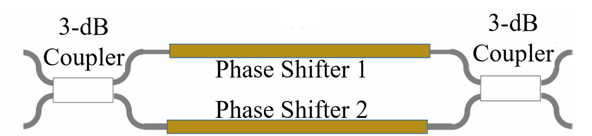 3-dB
Coupler
Phase Shifter 1
Phase Shifter 2
3-dB
Coupler